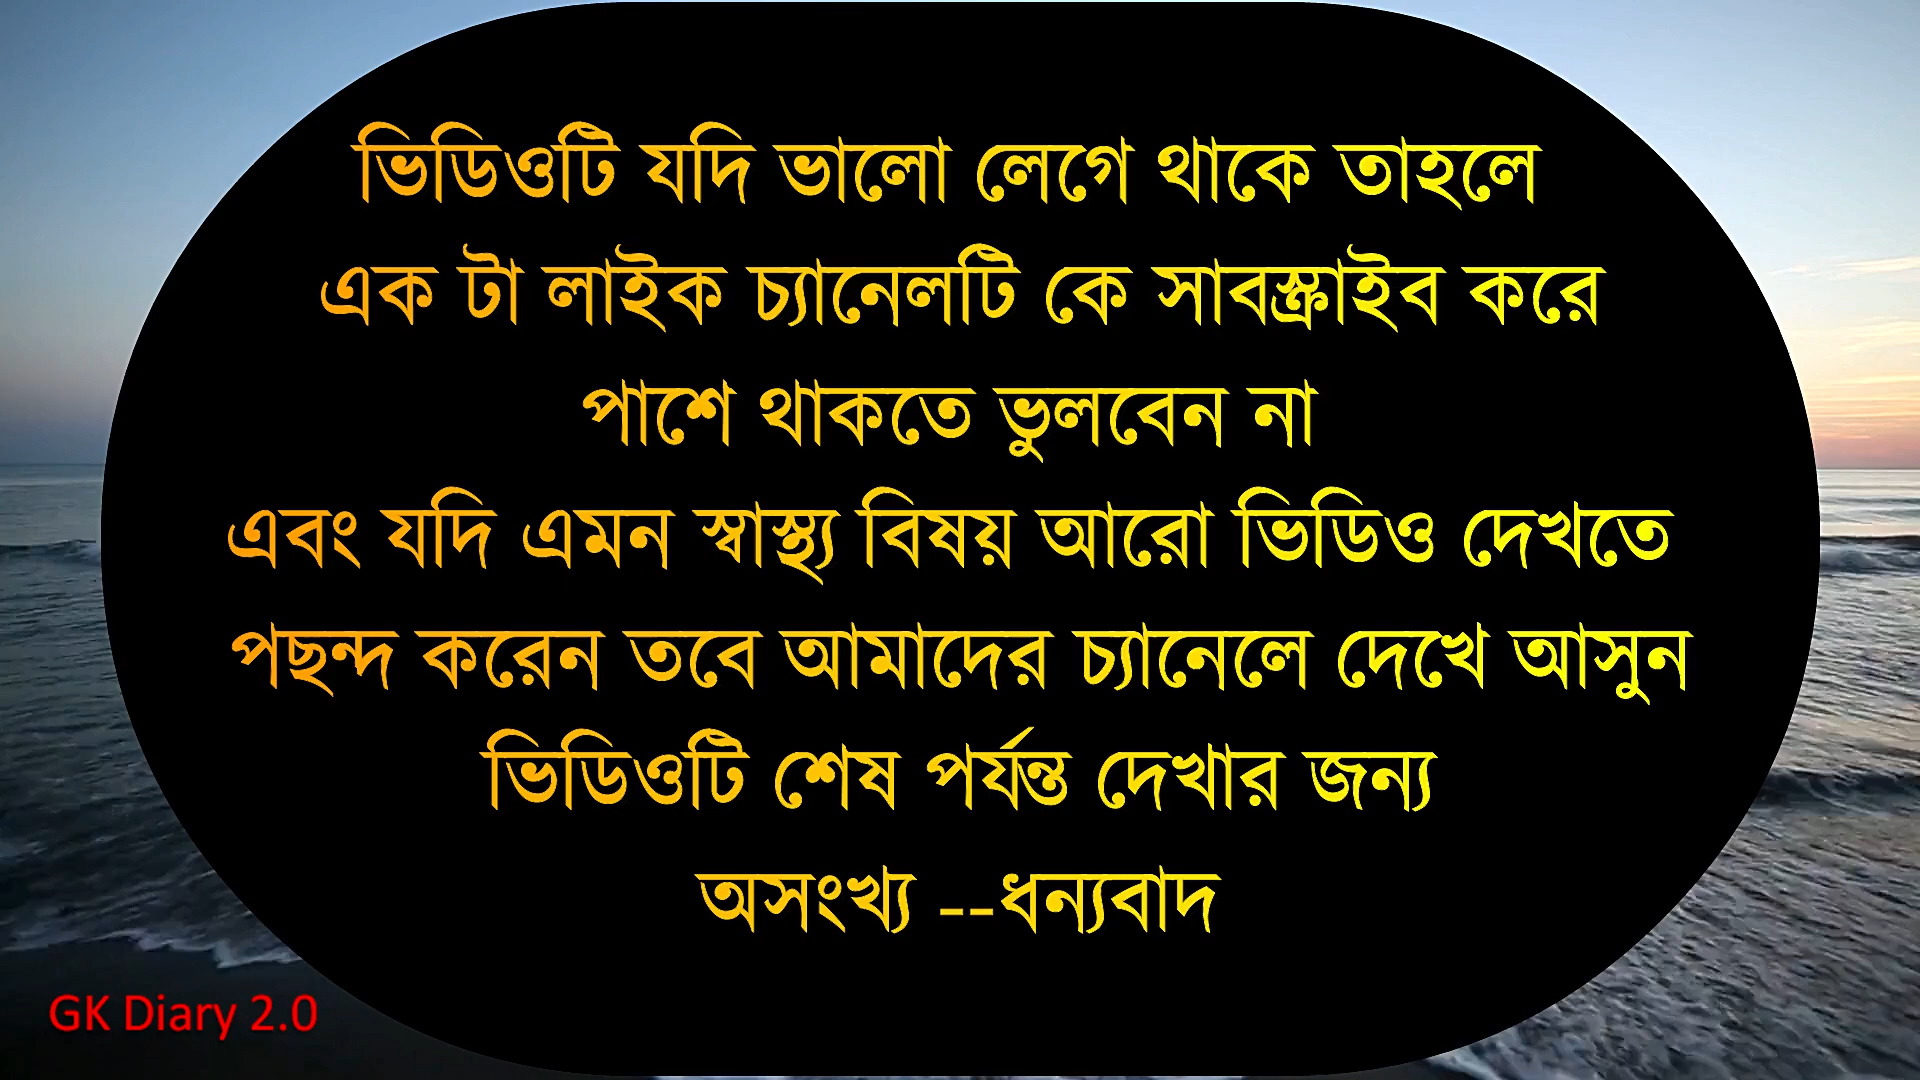 ভিডিওটি যদি ভালো লেগে থাকে তাহলে
এক টা লাইক চ্যানেলটি কে সাবস্ক্রাইব করে
পাশে থাকতে ভুলবেন না
এবং যদি এমন স্বাস্থ্য বিষয় আরো ভিডিও দেখতে
পছন্দ করেন তবে আমাদের চ্যানেলে দেখে আসুন
ভিডিওটি শেষ পর্যন্ত দেখার জন্য
অসংখ্য --ধন্যবাদ
GK Diary 2.0